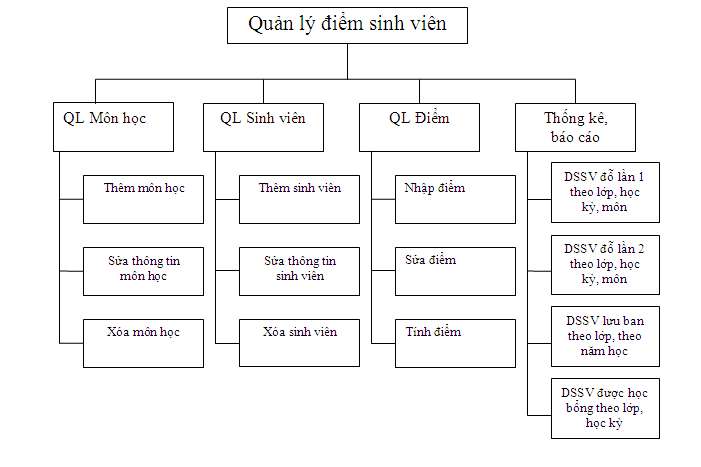 Quản lý điểm sinh viên
QL Môn học
QL Sinh viên
QL Điểm
Thống kê,
báo cáo
Thêm môn học
Sửa thông tin
môn học
Xóa môn học
Thêm sinh viên
Sửa thông tin
sinh viên
Xóa sinh viên
Nhập điểm
Sửa điểm
Tính điểm
DSSV đỗ lần 1
theo lớp, học
kỳ, môn
DSSV đỗ lần 2
theo lớp, học
kỳ, môn
DSSV lưu ban
theo lớp, theo
năm học
DSSV được học
bổng theo lớp,
học kỳ